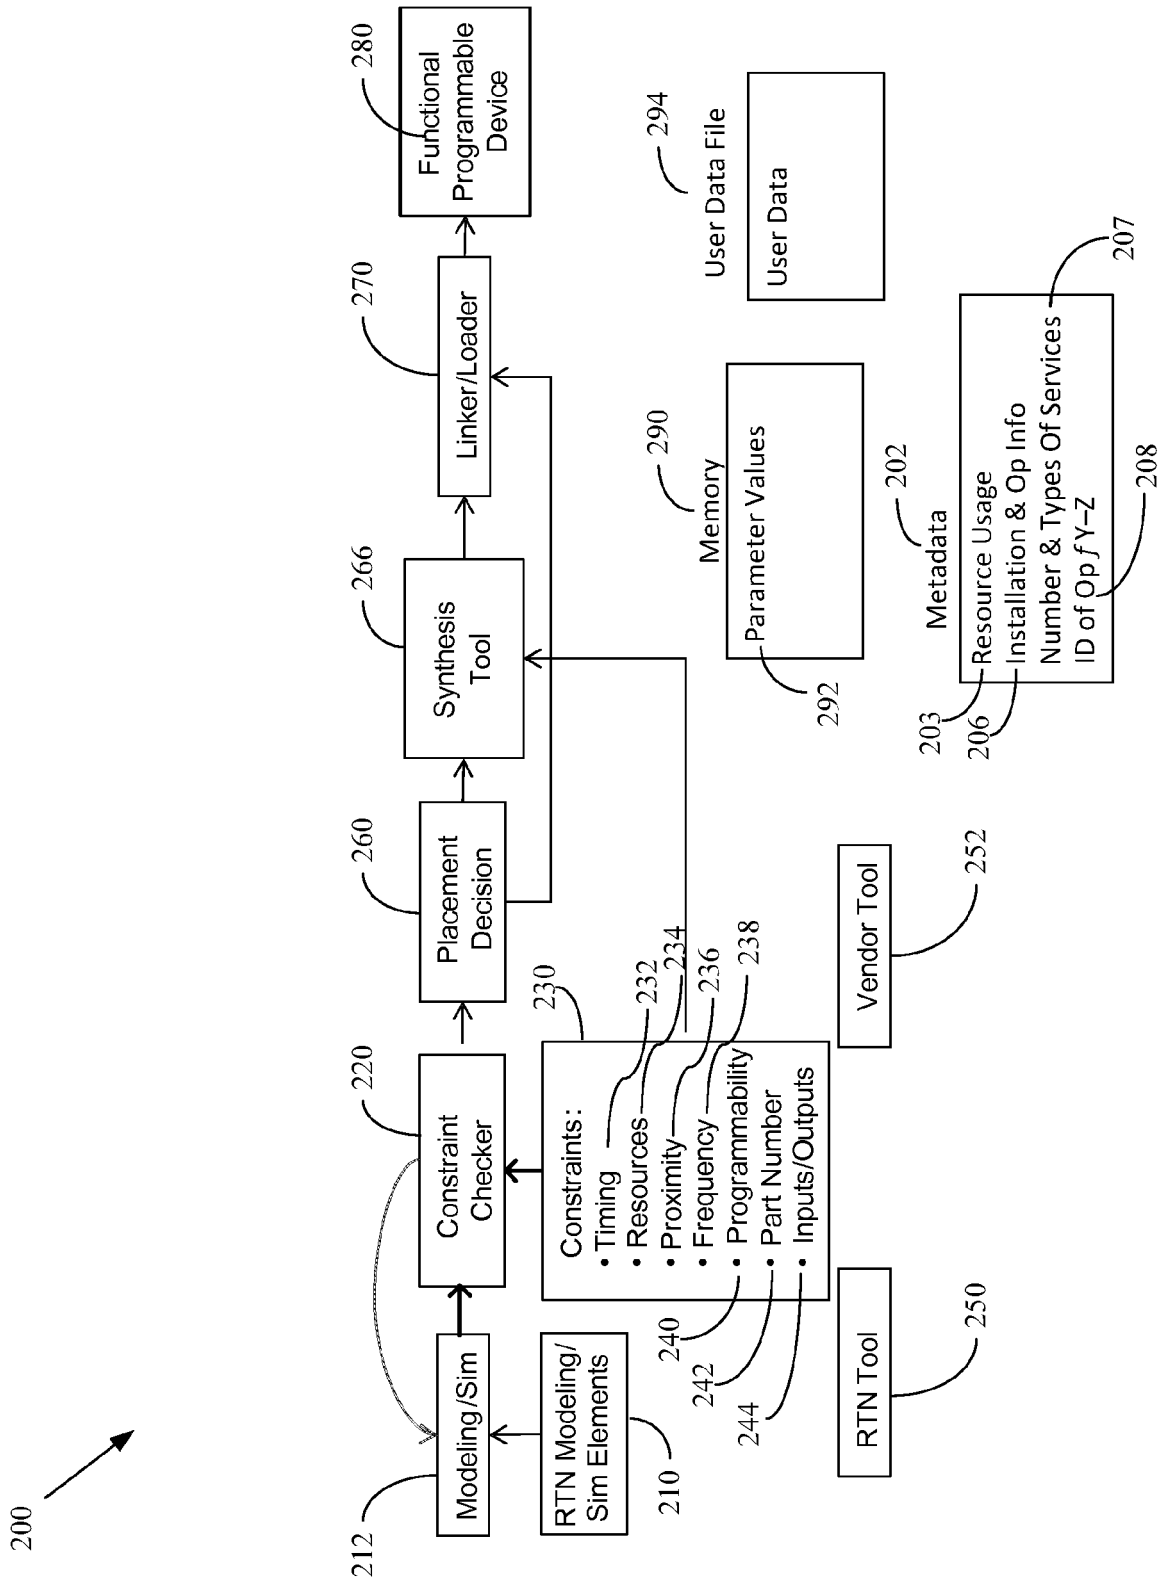 200
212
Modeling/Sim
RTN Modeling/
Sim Elements
210
220
Constraint
Checker
230
Constraints:
• Timing
• Resources
• Proximity
• Frequency
• Programmability
• Part Number
• Inputs/Outputs
232
234
236
238
240
242
244
RTN Tool
250
Vendor Tool
252
260
Placement
Decision
266
Synthesis
Tool
270
Linker/Loader
280
Functional
Programmable
Device
290
Memory
Parameter Values
292
294
User Data File
User Data
202
Metadata
203
Resource Usage
206
Installation & Op Info
Number & Types Of Services
207
ID of Op ƒ Y–Z
208